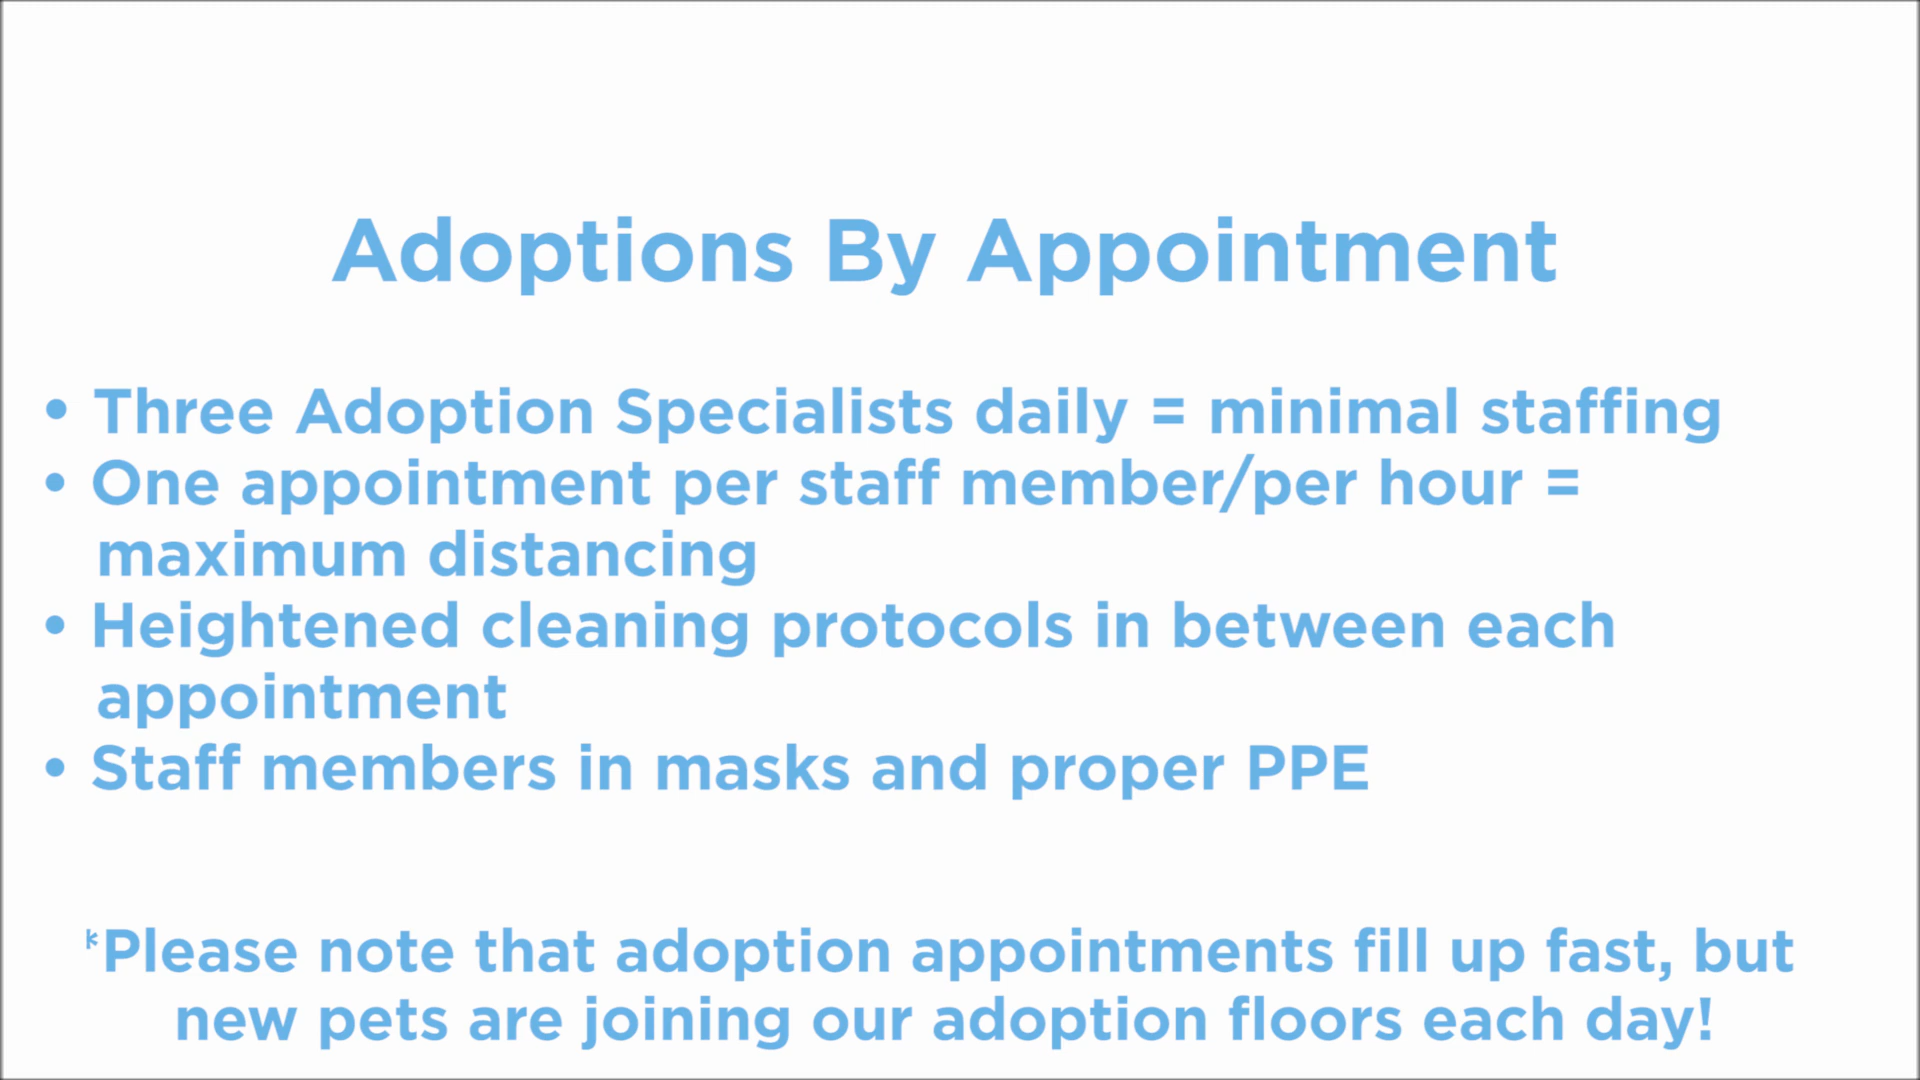 Adoptions By Appointment
• Three Adoption Specialists daily = minimal staffing
• One appointment per staff member/per hour =
maximum distancing
• Heightened cleaning protocols in between each
appointment
• Staff members in masks and proper PPE
*Please note that adoption appointments fill up fast, but
new pets are joining our adoption floors each day!